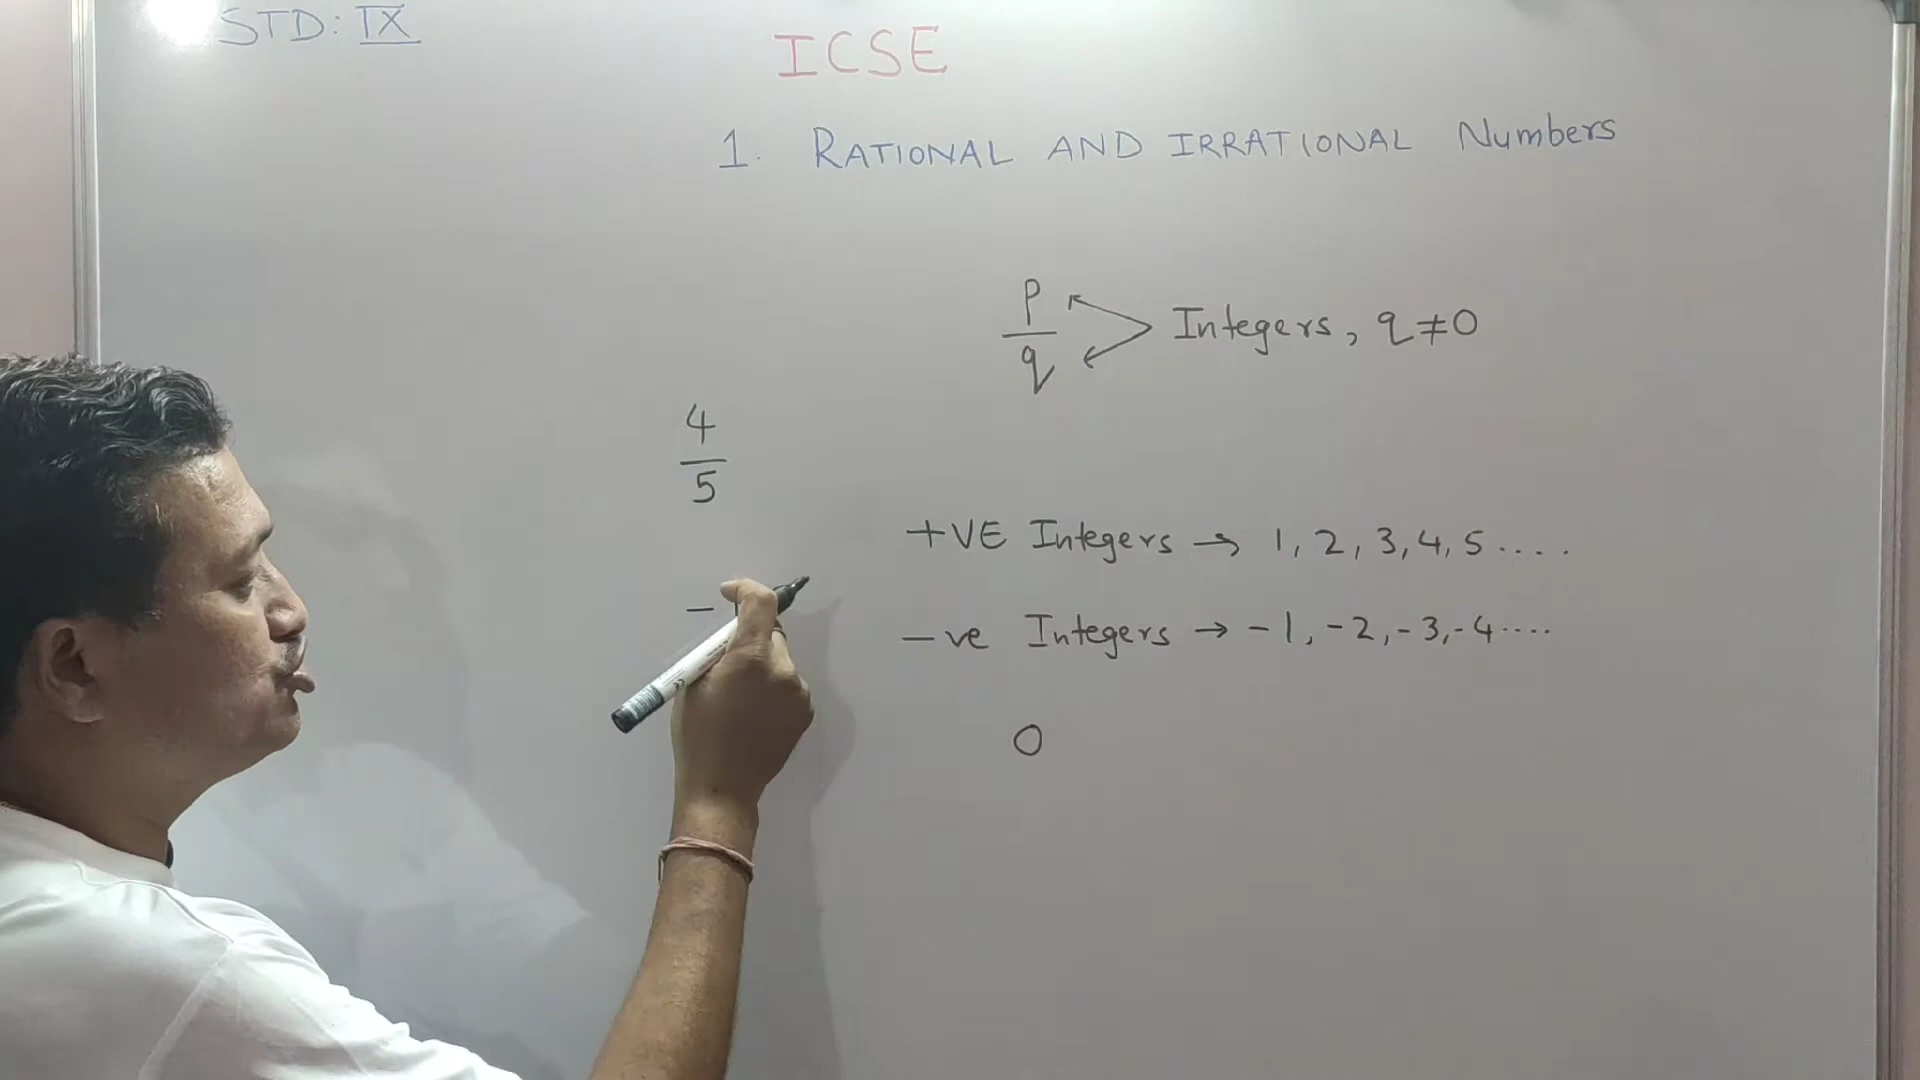 STD: IX
ICSE
1. RATIONAL AND IRRATIONAL Numbers
p/q Integers, q ≠ 0
4/5
+VE Integers → 1, 2, 3, 4, 5 ....
-
-ve Integers → -1, -2, -3, -4 ....
0